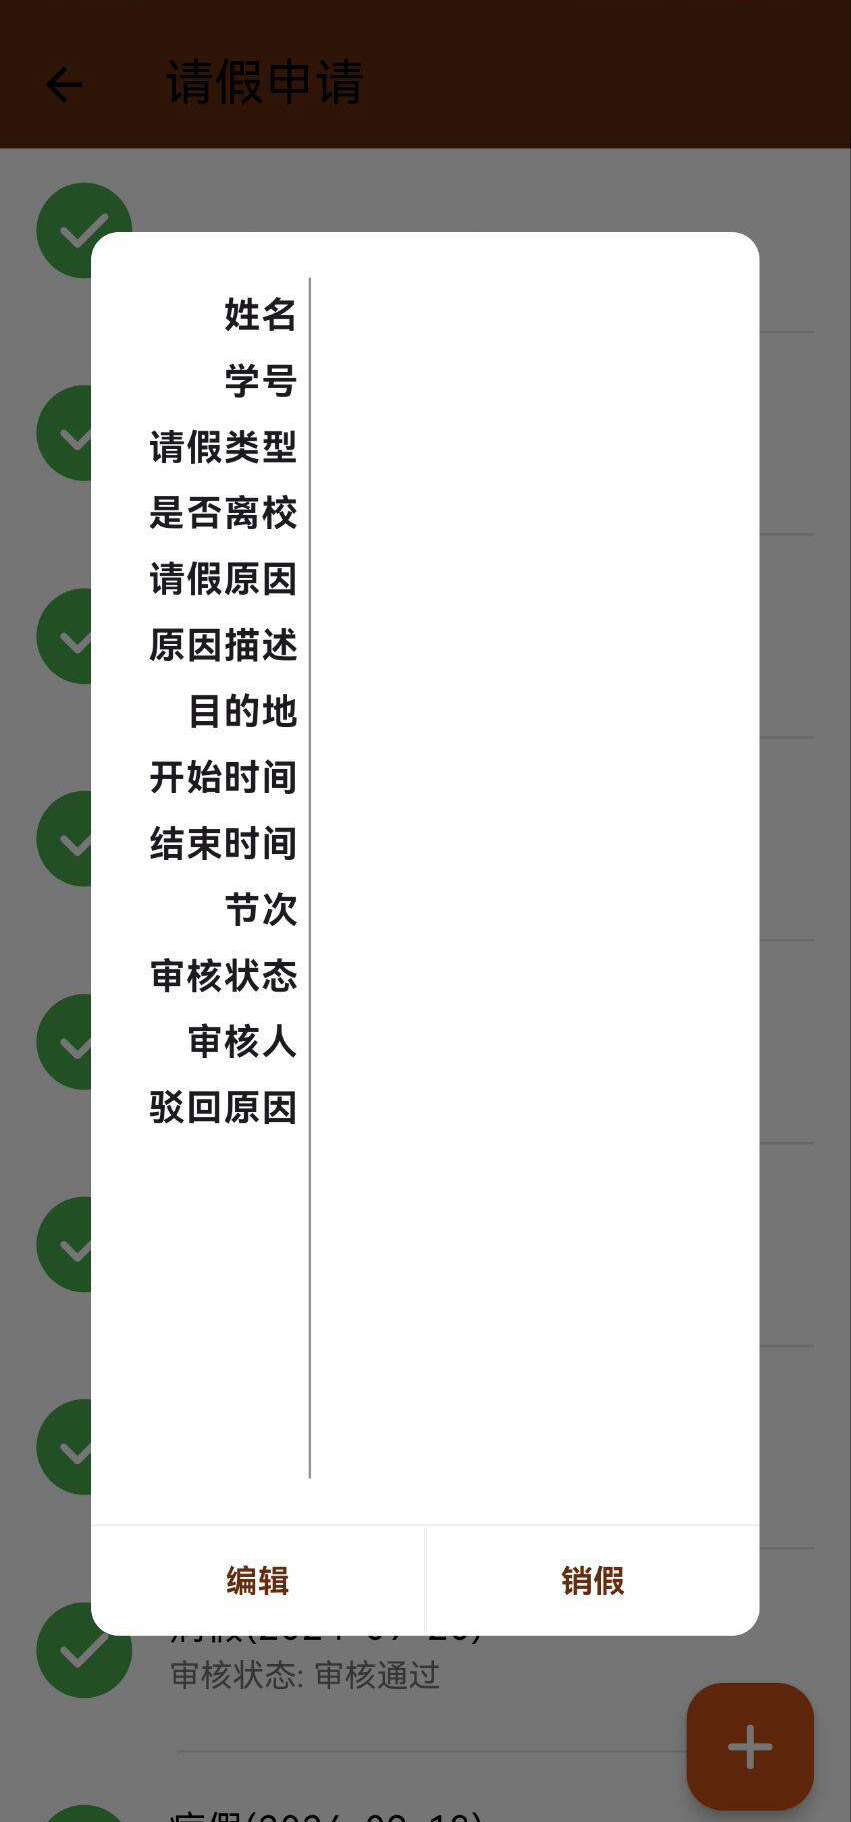 请假申请
姓名
学号
请假类型
是否离校
请假原因
原因描述
目的地
开始时间
结束时间
节次
审核状态
审核人
驳回原因
编辑
销假
审核状态: 审核通过